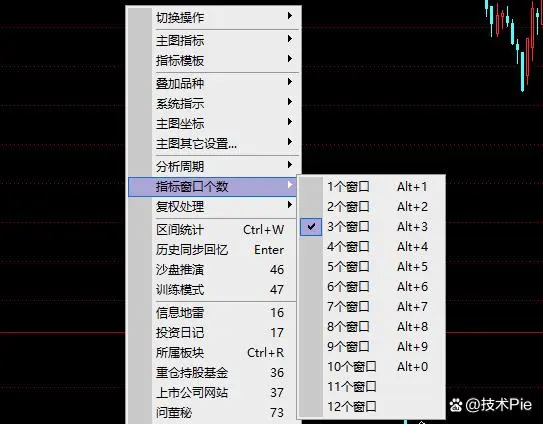 切换操作
主图指标
指标模板
叠加品种
系统指示
主图坐标
主图其它设置...
分析周期
指标窗口个数
复权处理
区间统计 Ctrl+W
历史同步回忆 Enter
沙盘推演 46
训练模式 47
信息地雷 16
投资日记 17
所属板块 Ctrl+R
重仓持股基金 36
上市公司网站 37
问董秘 73
1个窗口 Alt+1
2个窗口 Alt+2
3个窗口 Alt+3
4个窗口 Alt+4
5个窗口 Alt+5
6个窗口 Alt+6
7个窗口 Alt+7
8个窗口 Alt+8
9个窗口 Alt+9
10个窗口 Alt+0
11个窗口
12个窗口
@技术Pie